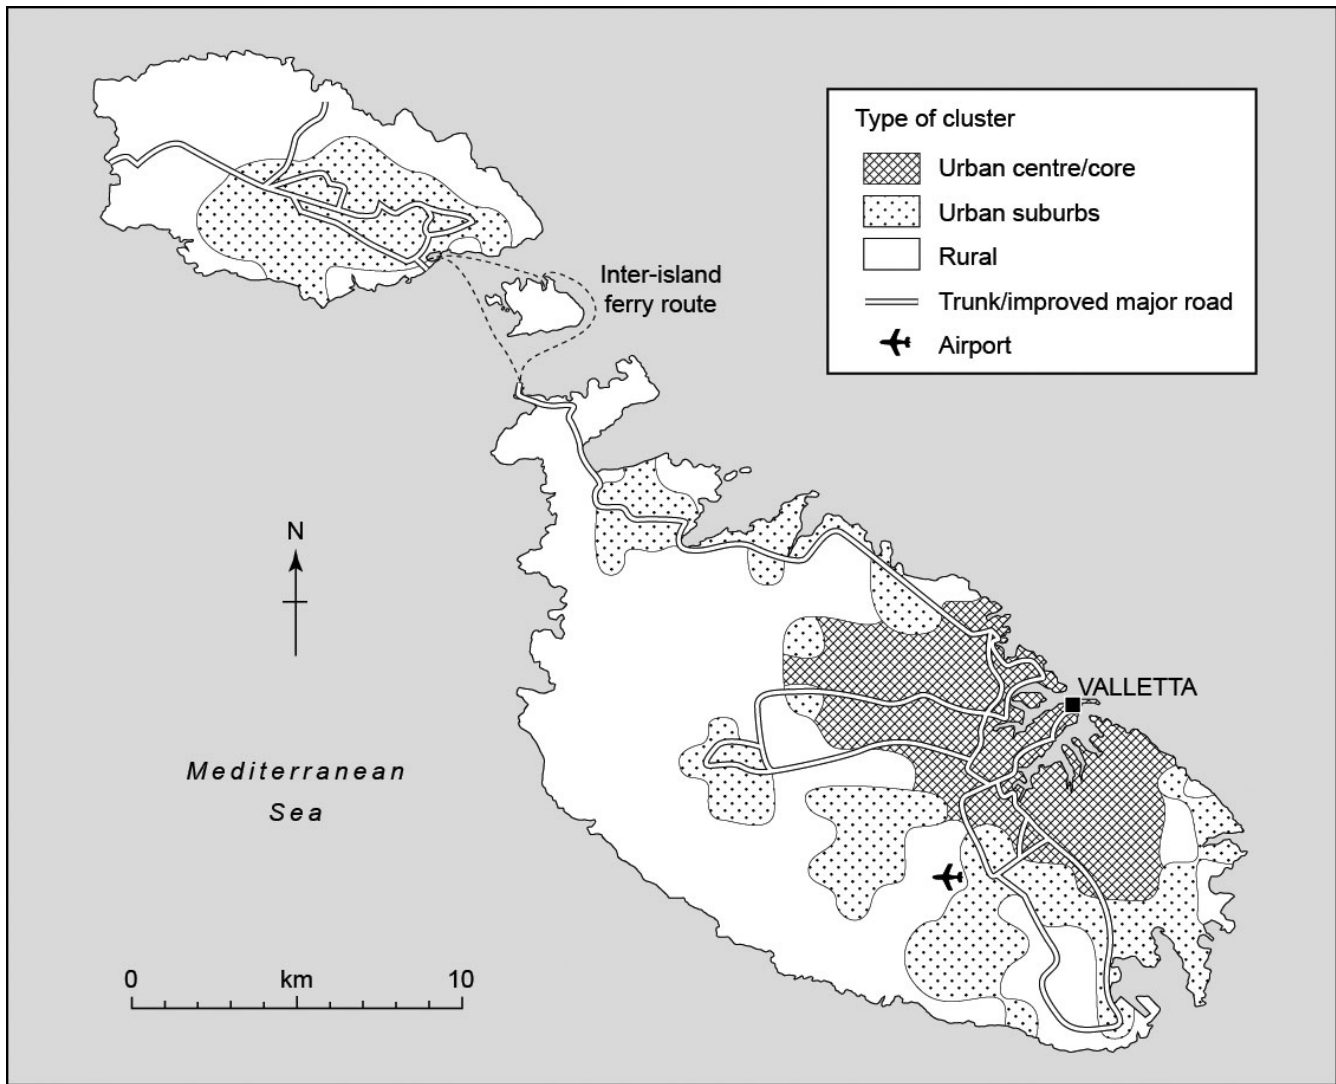 Type of cluster
Urban centre/core
Urban suburbs
Rural
Trunk/improved major road
Airport
Inter-island
ferry route
N
VALLETTA
Mediterranean
Sea
0 km 10